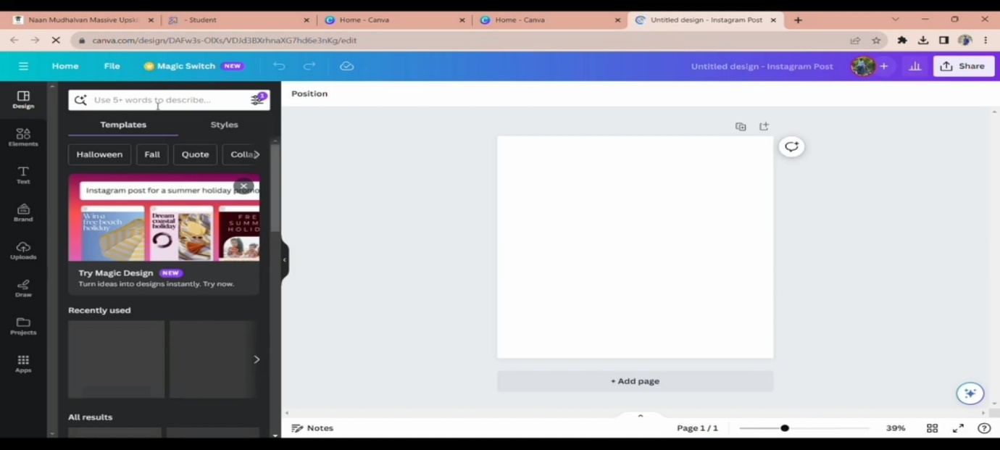 Naan Mudhalvan Massive Upski
- Student
Home - Canva
Home - Canva
Untitled design - Instagram Post
canva.com/design/DAFw3s-OlXs/VDJd3BXrhnaXG7hd6e3nKg/edit
Home
File
Magic Switch NEW
Untitled design - Instagram Post
Share
Design
Elements
Text
Brand
Uploads
Draw
Projects
Apps
Use 5+ words to describe...
1
Templates
Styles
Halloween
Fall
Quote
Colla
Instagram post for a summer holiday promo
Win a
free beach
holiday
Dream
coastal
holiday
FRE
SUMM
HOLID
Try Magic Design NEW
Turn ideas into designs instantly. Try now.
Recently used
All results
Position
+ Add page
Notes
Page 1 / 1
39%